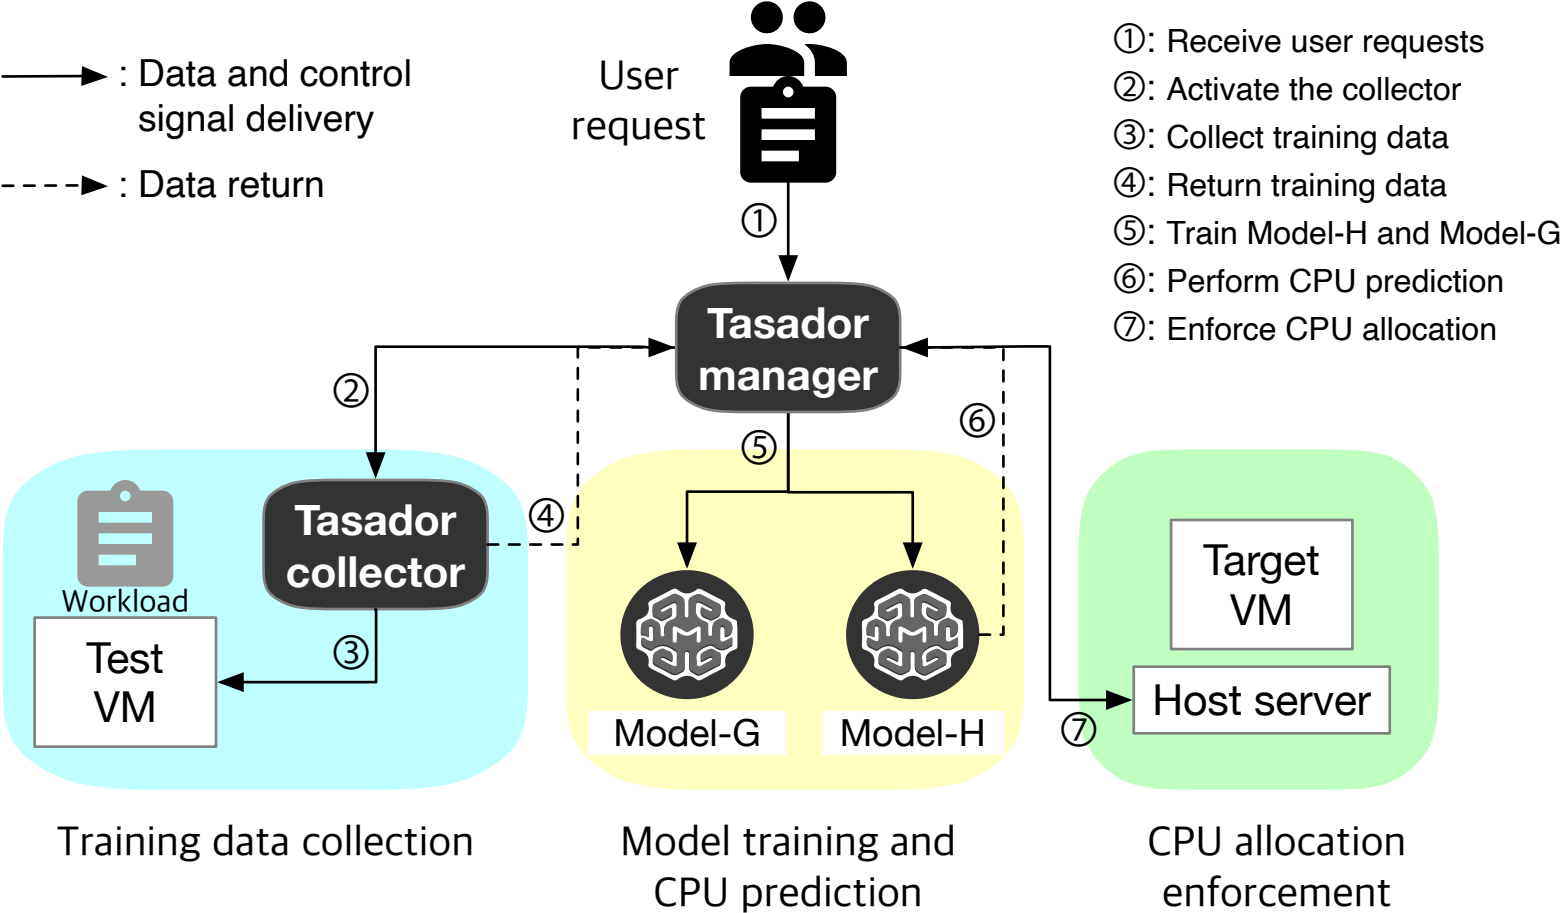 : Data and control
signal delivery
: Data return
User
request
①: Receive user requests
②: Activate the collector
③: Collect training data
④: Return training data
⑤: Train Model-H and Model-G
⑥: Perform CPU prediction
⑦: Enforce CPU allocation
①
Tasador
manager
②
⑤
⑥
Workload
Tasador
collector
④
③
Test
VM
Model-G
Model-H
Target
VM
Host server
⑦
Training data collection
Model training and
CPU prediction
CPU allocation
enforcement